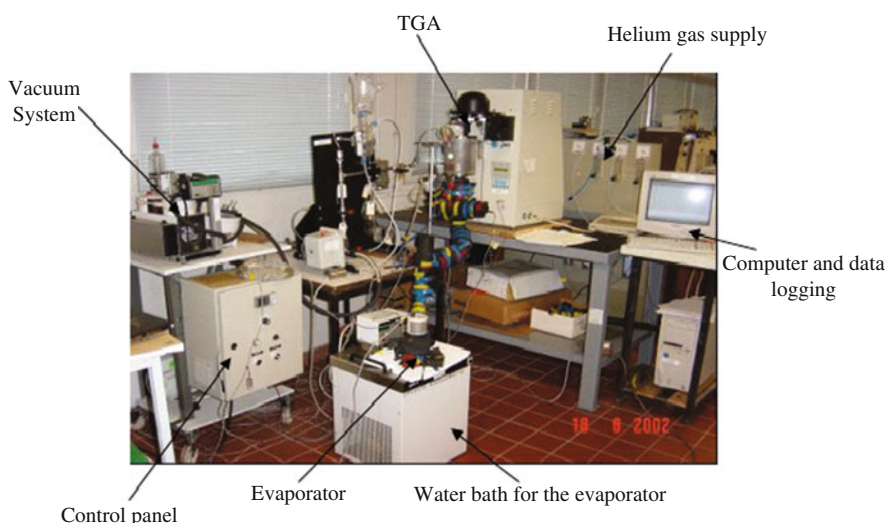 TGA
Helium gas supply
Vacuum
System
Computer and data
logging
18 6 2002
Evaporator
Water bath for the evaporator
Control panel